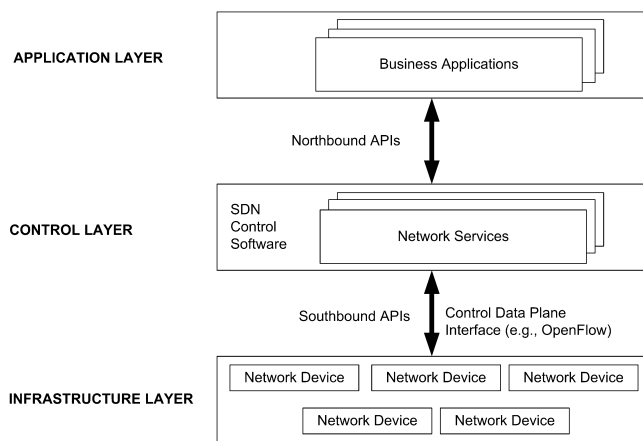 APPLICATION LAYER
Business Applications
Northbound APIs
CONTROL LAYER
SDN
Control
Software
Network Services
Southbound APIs
Control Data Plane
Interface (e.g., OpenFlow)
INFRASTRUCTURE LAYER
Network Device
Network Device
Network Device
Network Device
Network Device